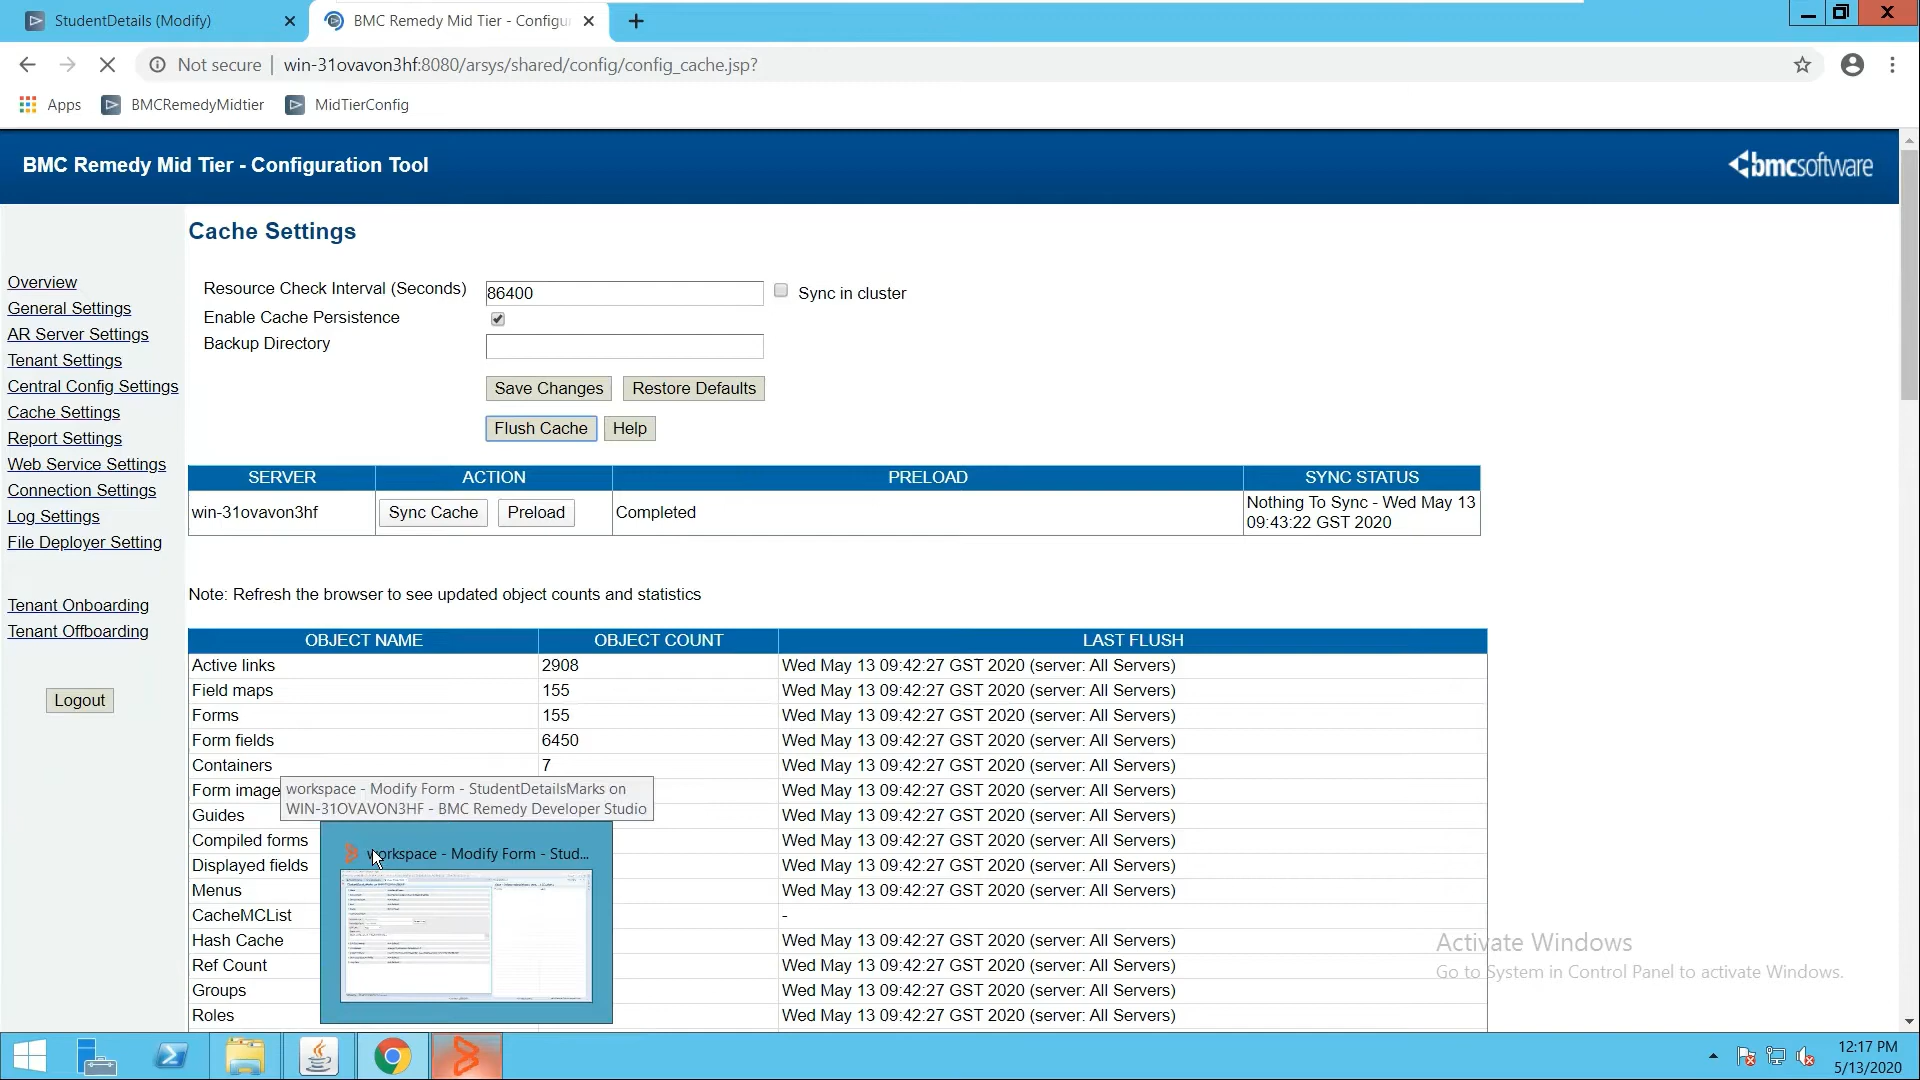 StudentDetails (Modify)
BMC Remedy Mid Tier - Configu
Not secure | win-31ovavon3hf:8080/arsys/shared/config/config_cache.jsp?
Apps BMCRemedyMidtier MidTierConfig
BMC Remedy Mid Tier - Configuration Tool
bmcsoftware
Overview
General Settings
AR Server Settings
Tenant Settings
Central Config Settings
Cache Settings
Report Settings
Web Service Settings
Connection Settings
Log Settings
File Deployer Setting
Tenant Onboarding
Tenant Offboarding
Logout
Cache Settings
Resource Check Interval (Seconds) 86400 Sync in cluster
Enable Cache Persistence
Backup Directory
Save Changes Restore Defaults
Flush Cache Help
SERVER ACTION PRELOAD SYNC STATUS
win-31ovavon3hf Sync Cache Preload Completed Nothing To Sync - Wed May 13
09:43:22 GST 2020
Note: Refresh the browser to see updated object counts and statistics
OBJECT NAME OBJECT COUNT LAST FLUSH
Active links 2908 Wed May 13 09:42:27 GST 2020 (server: All Servers)
Field maps 155 Wed May 13 09:42:27 GST 2020 (server: All Servers)
Forms 155 Wed May 13 09:42:27 GST 2020 (server: All Servers)
Form fields 6450 Wed May 13 09:42:27 GST 2020 (server: All Servers)
Containers 7 Wed May 13 09:42:27 GST 2020 (server: All Servers)
Form image Wed May 13 09:42:27 GST 2020 (server: All Servers)
Guides Wed May 13 09:42:27 GST 2020 (server: All Servers)
Compiled forms Wed May 13 09:42:27 GST 2020 (server: All Servers)
Displayed fields Wed May 13 09:42:27 GST 2020 (server: All Servers)
Menus Wed May 13 09:42:27 GST 2020 (server: All Servers)
CacheMCList -
Hash Cache Wed May 13 09:42:27 GST 2020 (server: All Servers)
Ref Count Wed May 13 09:42:27 GST 2020 (server: All Servers)
Groups Wed May 13 09:42:27 GST 2020 (server: All Servers)
Roles Wed May 13 09:42:27 GST 2020 (server: All Servers)
workspace - Modify Form - StudentDetailsMarks on
WIN-31OVAVON3HF - BMC Remedy Developer Studio
workspace - Modify Form - Stud...
Activate Windows
Go to System in Control Panel to activate Windows.
12:17 PM
5/13/2020